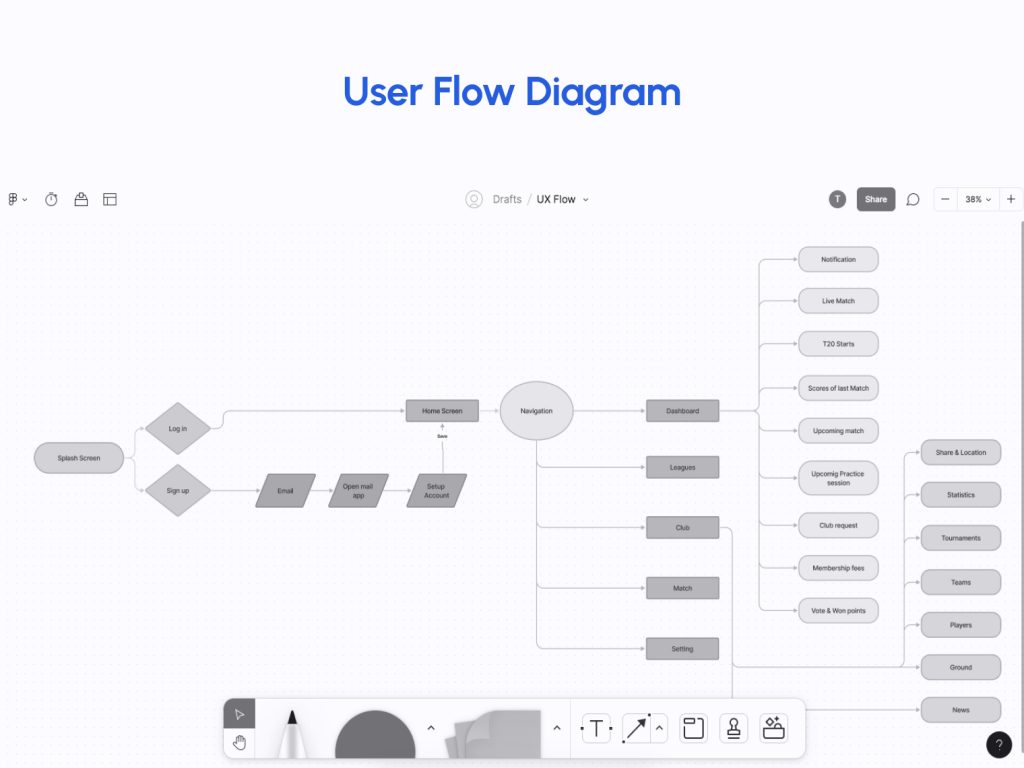 User Flow Diagram
Drafts / UX Flow
T
Share
38%
Notification
Live Match
T20 Starts
Scores of last Match
Upcoming match
Upcomig Practice
session
Club request
Membership fees
Vote & Won points
Splash Screen
Log in
Sign up
Email
Open mail
app
Setup
Account
Save
Home Screen
Navigation
Dashboard
Leagues
Club
Match
Setting
Share & Location
Statistics
Tournaments
Teams
Players
Ground
News
T
?